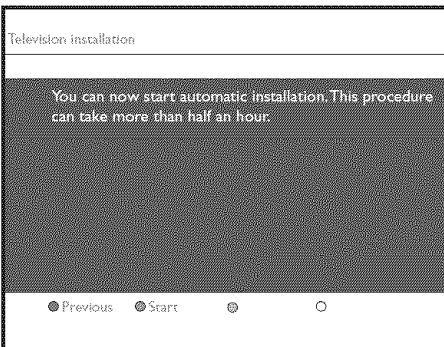 Television installation
You can now start automatic installation. This procedure
can take more than half an hour.
Previous Start